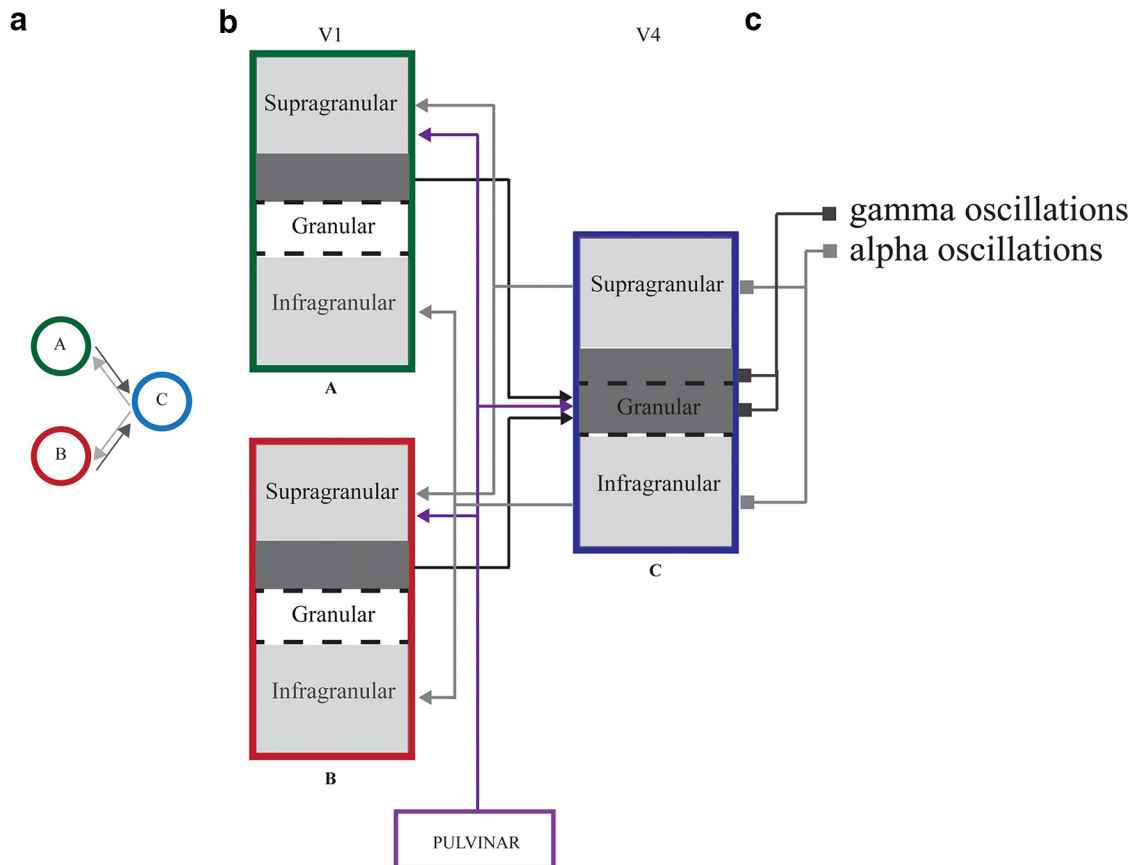 a
b
c
V1
V4
Supragranular
Granular
Infragranular
A
Supragranular
Granular
Infragranular
B
Supragranular
Granular
Infragranular
C
gamma oscillations
alpha oscillations
A
B
C
PULVINAR